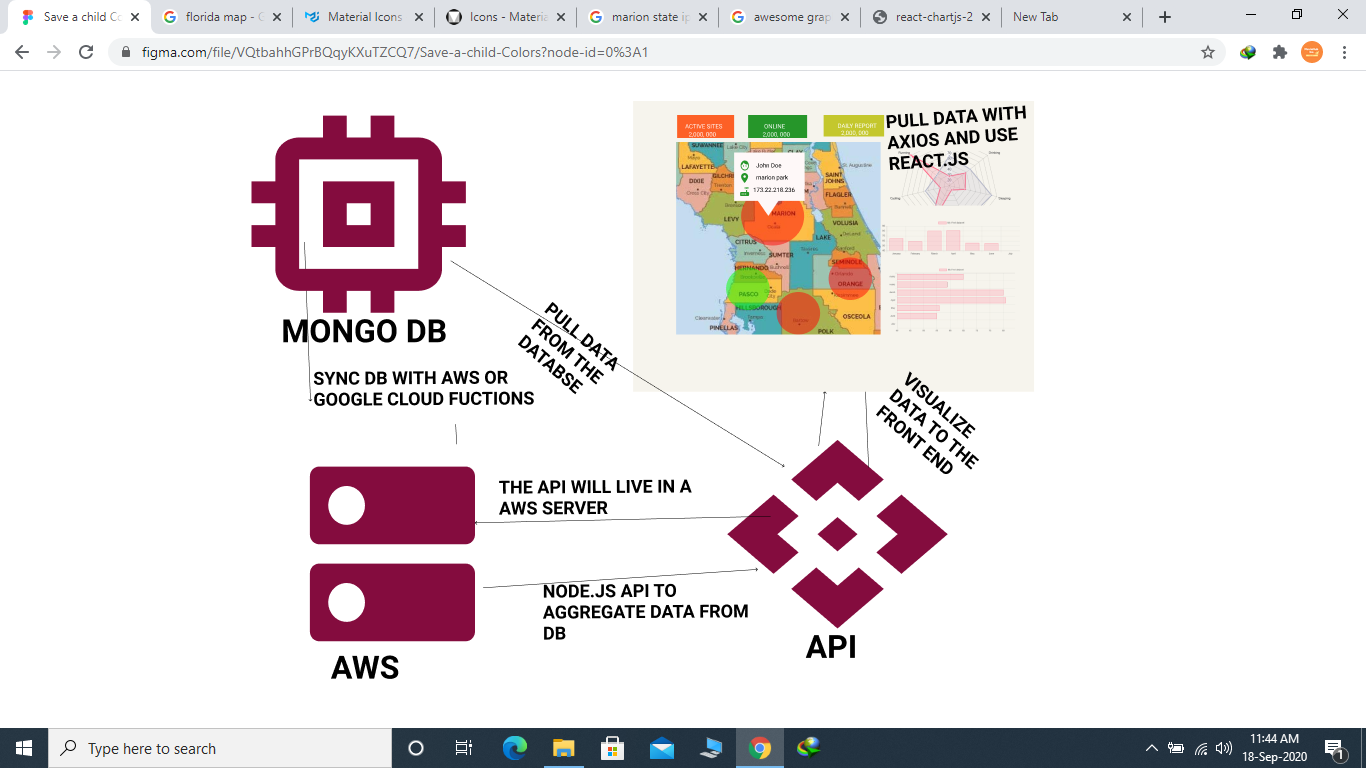 Save a child Co
florida map - G
Material Icons
Icons - Materia
marion state ip
awesome grap
react-chartjs-2
New Tab
figma.com/file/VQtbahhGPrBQqyKXuTZCQ7/Save-a-child-Colors?node-id=0%3A1
ACTIVE SITES
2,000,000
ONLINE
2,000,000
DAILY REPORT
2,000,000
PULL DATA WITH
AXIOS AND USE
REACT.JS
SUWANNEE
Lake City
CLAY
St. Augustine
LAFAYETTE
DIXIE
GILCHRI
SAINT
JOHNS
FLAGLER
John Doe
marion park
173.22.218.236
LEVY
MARION
VOLUSIA
CITRUS
LAKE
SUMTER
HERNANDO
SEMINOLE
ORANGE
PASCO
HILLSBOROUGH
PINELLAS
POLK
OSCEOLA
MONGO DB
PULL DATA
FROM THE
DATABSE
SYNC DB WITH AWS OR
GOOGLE CLOUD FUCTIONS
VISUALIZE
DATA TO THE
FRONT END
THE API WILL LIVE IN A
AWS SERVER
NODE.JS API TO
AGGREGATE DATA FROM
DB
AWS
API
Type here to search
11:44 AM
18-Sep-2020
1